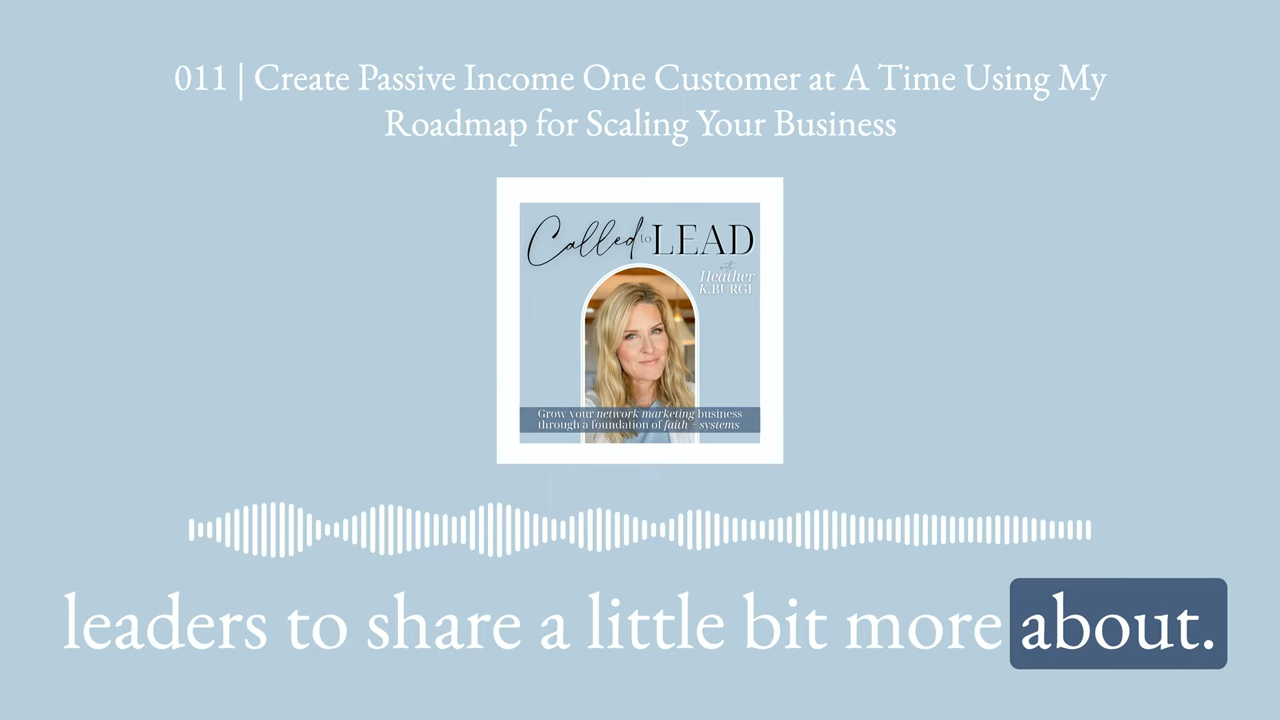 011 | Create Passive Income One Customer at A Time Using My
Roadmap for Scaling Your Business
Called to LEAD
with
Heather
K.BURGI
Grow your network marketing business
through a foundation of faith + systems
leaders to share a little bit more about.